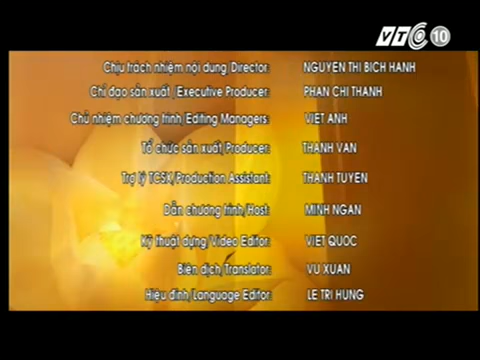 VTC 10
Chịu trách nhiệm nội dung/Director: NGUYEN THI BICH HANH
Chỉ đạo sản xuất/Executive Producer: PHAN CHI THANH
Chủ nhiệm chương trình/Editing Managers: VIET ANH
Tổ chức sản xuất/Producer: THANH VAN
Trợ lý TCSX/Production Assistant: THANH TUYEN
Dẫn chương trình/Host: MINH NGAN
Kỹ thuật dựng/Video Editor: VIET QUOC
Biên dịch/Translator: VU XUAN
Hiệu đính/Language Editor: LE TRI HUNG